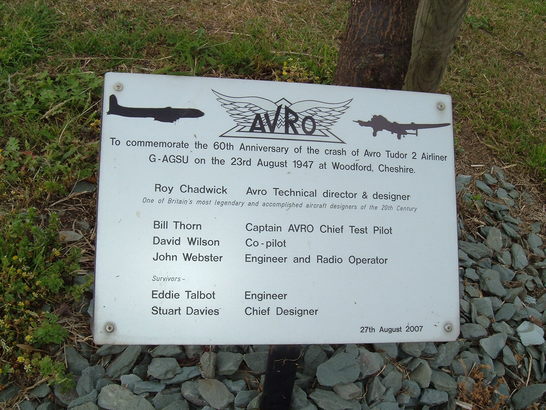 AVRO
To commemorate the 60th Anniversary of the crash of Avro Tudor 2 Airliner
G-AGSU on the 23rd August 1947 at Woodford, Cheshire.
Roy Chadwick Avro Technical director & designer
One of Britain's most legendary and accomplished aircraft designers of the 20th Century
Bill Thorn Captain AVRO Chief Test Pilot
David Wilson Co-pilot
John Webster Engineer and Radio Operator
Survivors-
Eddie Talbot Engineer
Stuart Davies Chief Designer
27th August 2007